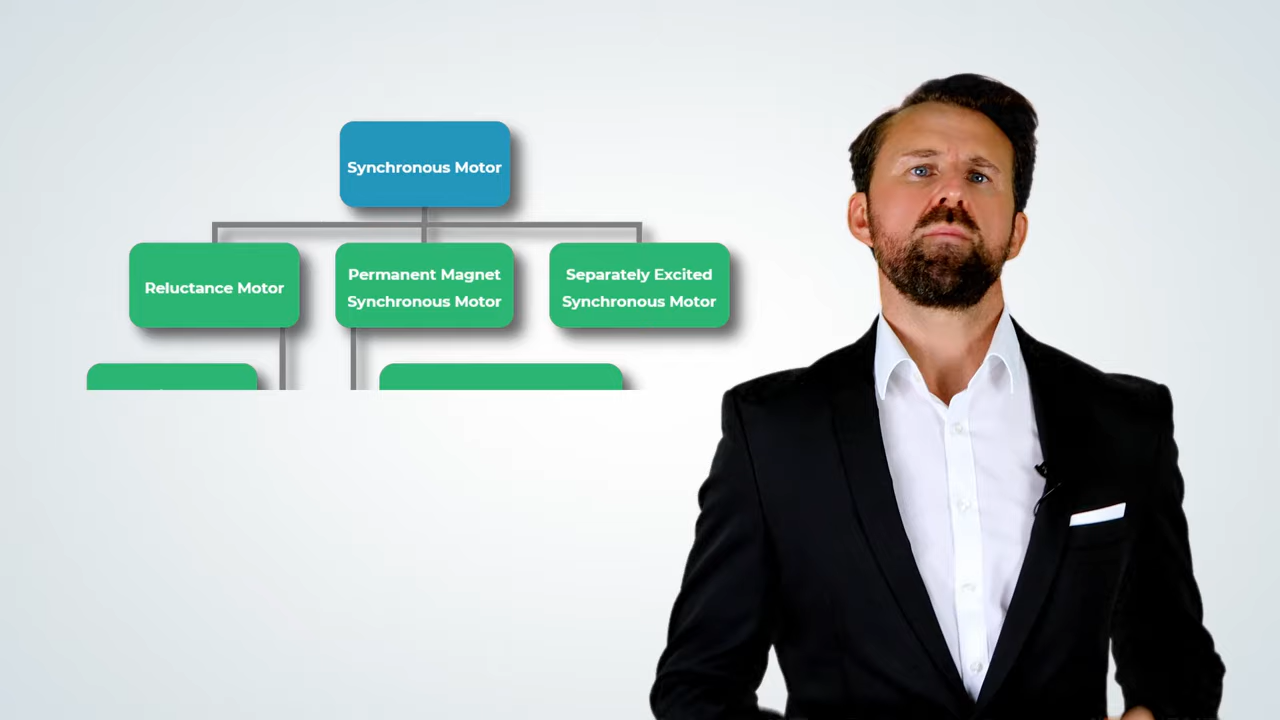 Synchronous Motor
Reluctance Motor
Permanent Magnet
Synchronous Motor
Separately Excited
Synchronous Motor